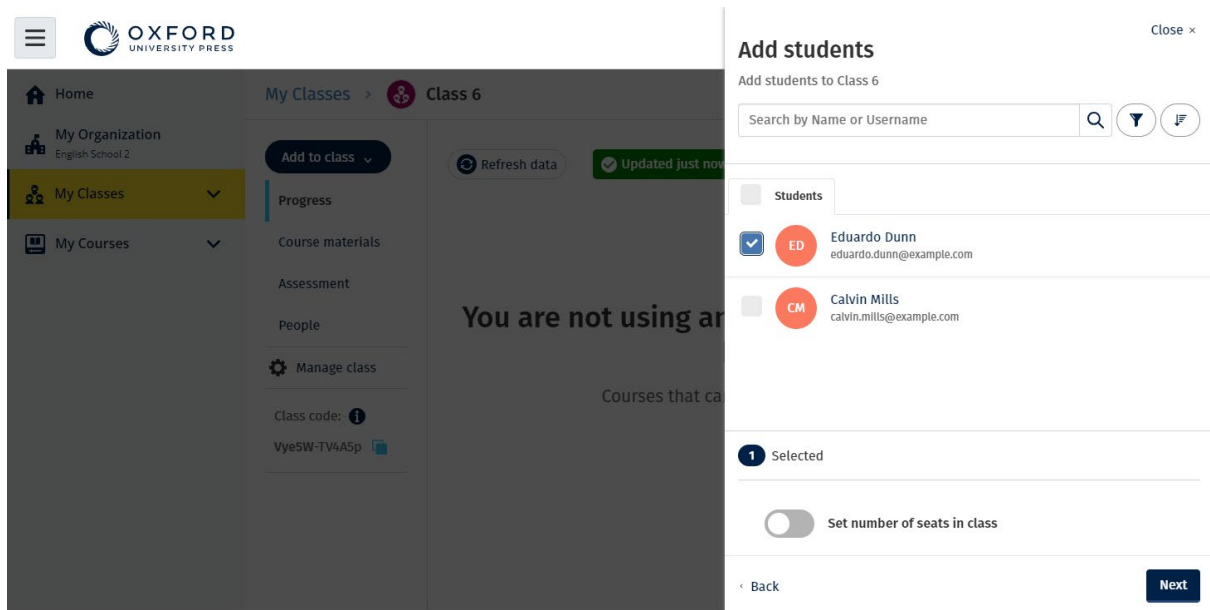 OXFORD
UNIVERSITY PRESS
Home
My Organization
English School 2
My Classes
My Courses
My Classes > Class 6
Add to class
Progress
Course materials
Assessment
People
Manage class
Class code:
Vye5W-TV4A5p
Refresh data
Updated just now
You are not using an
Courses that ca
Close ×
Add students
Add students to Class 6
Search by Name or Username
Students
ED
Eduardo Dunn
eduardo.dunn@example.com
CM
Calvin Mills
calvin.mills@example.com
1 Selected
Set number of seats in class
‹ Back
Next